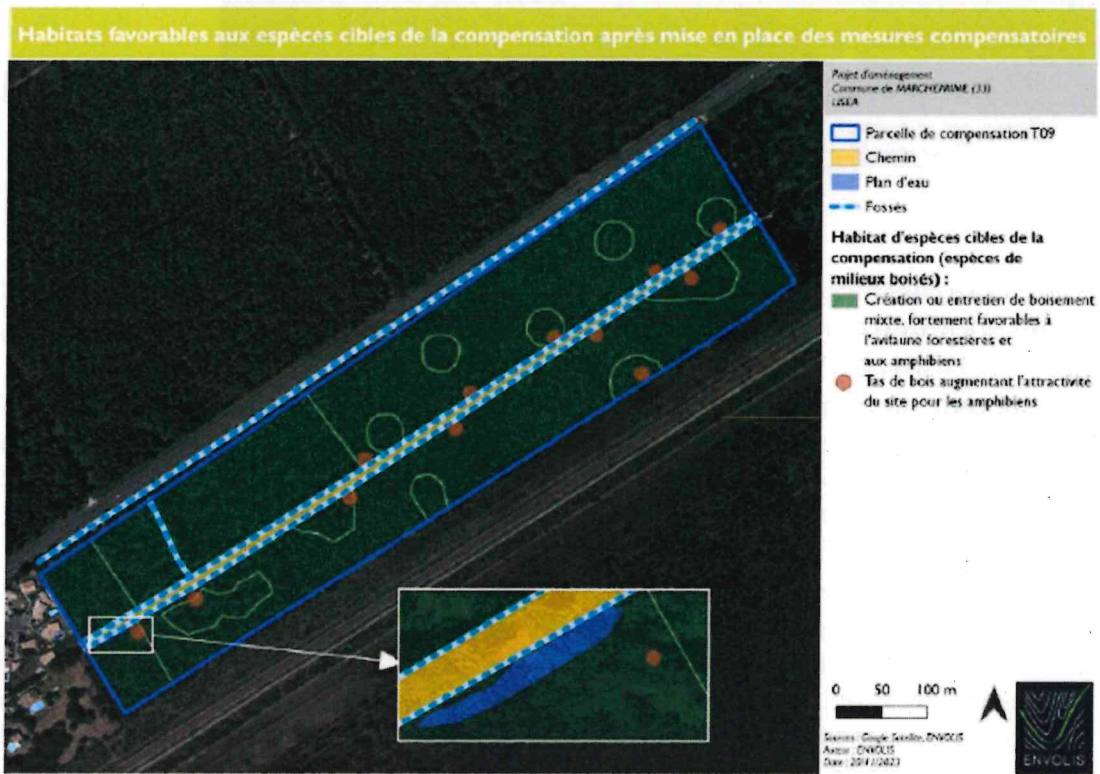 Habitats favorables aux espèces cibles de la compensation après mise en place des mesures compensatoires
Projet d'aménagement
Commune de MARCHEPRIME (33)
LISEA
Parcelle de compensation T09
Chemin
Plan d'eau
Fossés
Habitat d'espèces cibles de la
compensation (espèces de
milieux boisés) :
Création ou entretien de boisement
mixte, fortement favorables à
l'avifaune forestières et
aux amphibiens
Tas de bois augmentant l'attractivité
du site pour les amphibiens
0 50 100 m
Sources : Google Satellite, ENVOLIS
Auteur : ENVOLIS
Date :
ENVOLIS